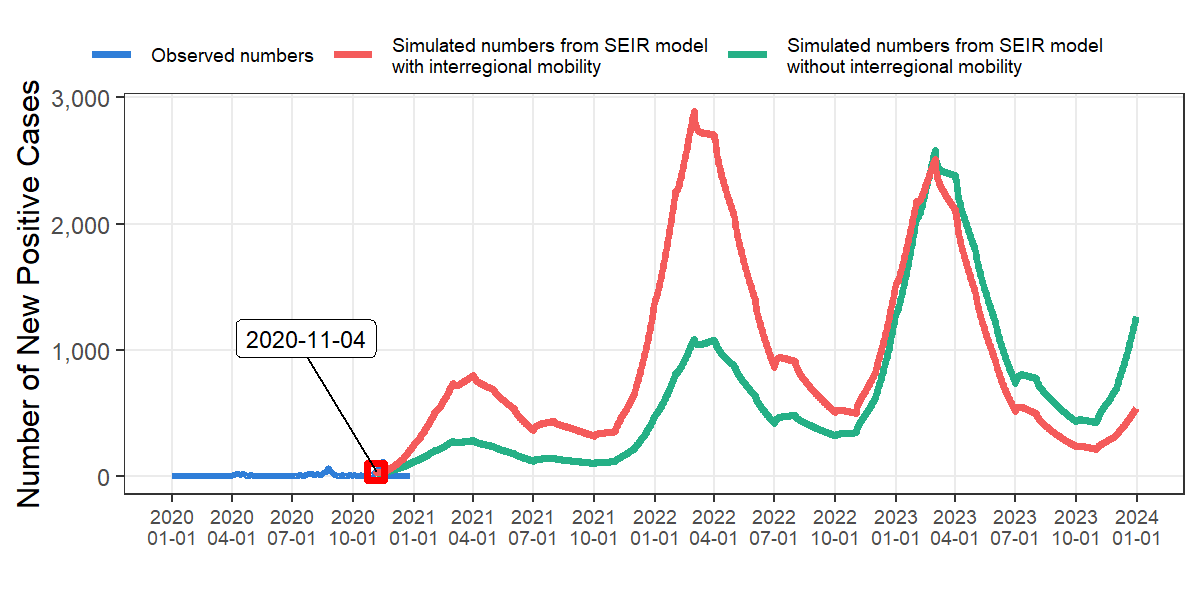 Observed numbers
Simulated numbers from SEIR model
with interregional mobility
Simulated numbers from SEIR model
without interregional mobility
Number of New Positive Cases
3,000
2,000
1,000
0
2020-11-04
2020 2020 2020 2020 2021 2021 2021 2021 2022 2022 2022 2022 2023 2023 2023 2023 2024
01-01 04-01 07-01 10-01 01-01 04-01 07-01 10-01 01-01 04-01 07-01 10-01 01-01 04-01 07-01 10-01 01-01